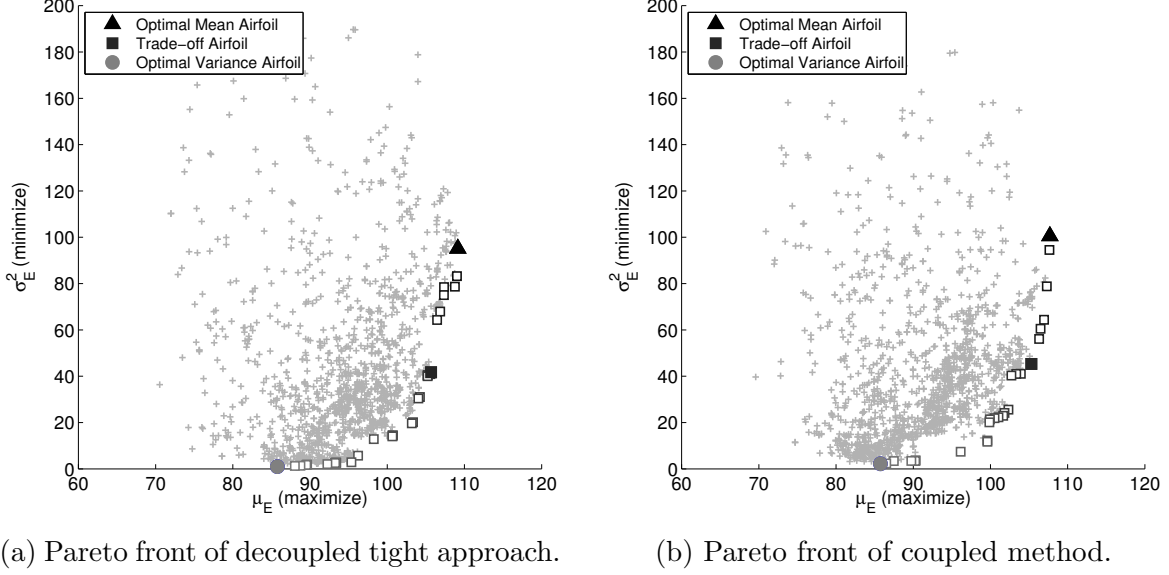 200
180
160
140
120
100
80
60
40
20
0
60 70 80 90 100 110 120
μE (maximize)
σ²E (minimize)
Optimal Mean Airfoil
Trade−off Airfoil
Optimal Variance Airfoil
(a) Pareto front of decoupled tight approach.
200
180
160
140
120
100
80
60
40
20
0
60 70 80 90 100 110 120
μE (maximize)
σ²E (minimize)
Optimal Mean Airfoil
Trade−off Airfoil
Optimal Variance Airfoil
(b) Pareto front of coupled method.